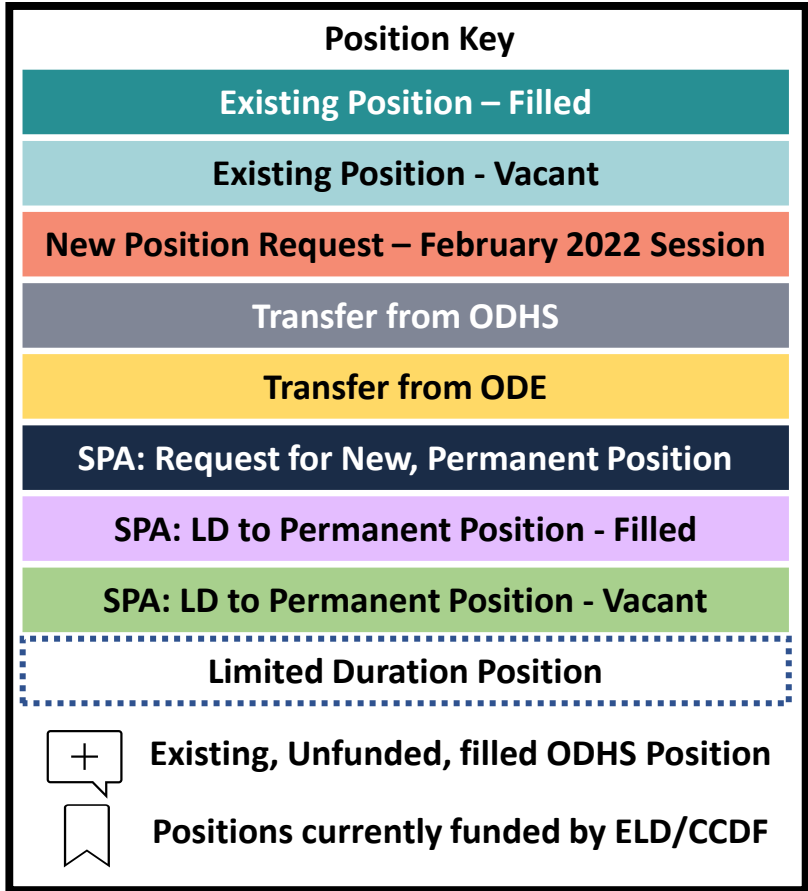 Position Key
Existing Position – Filled
Existing Position - Vacant
New Position Request – February 2022 Session
Transfer from ODHS
Transfer from ODE
SPA: Request for New, Permanent Position
SPA: LD to Permanent Position - Filled
SPA: LD to Permanent Position - Vacant
Limited Duration Position
Existing, Unfunded, filled ODHS Position
Positions currently funded by ELD/CCDF